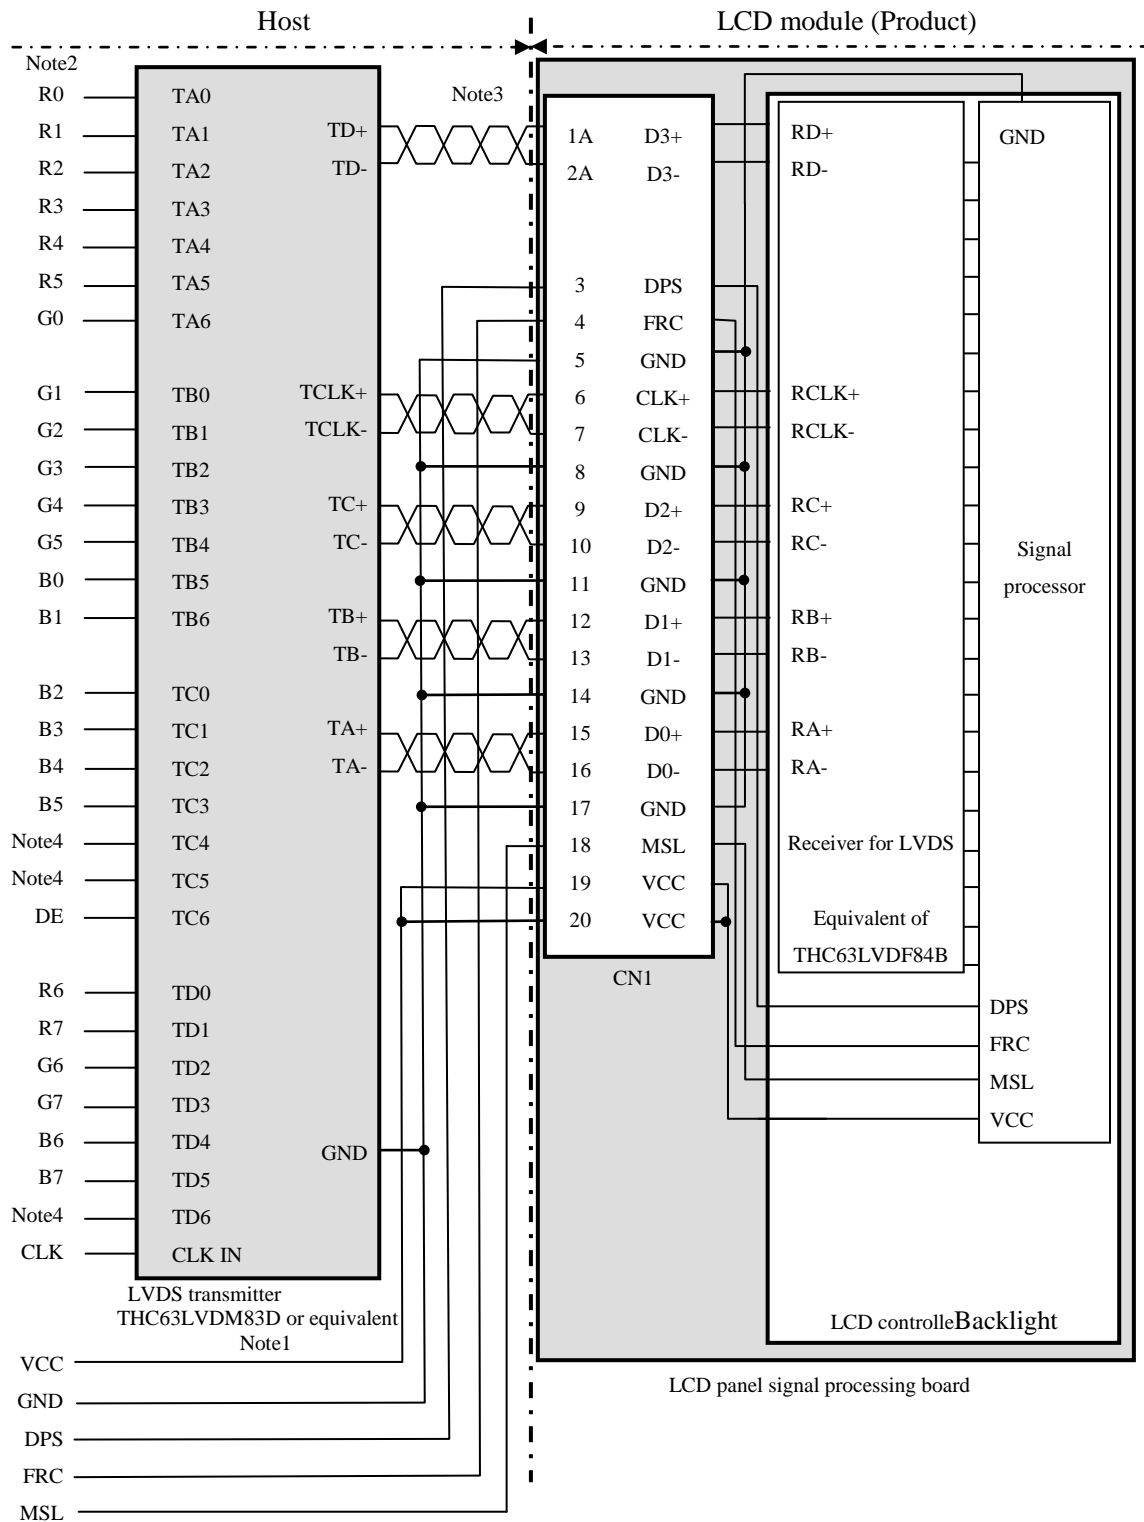 Host
LCD module (Product)
Note2
Note3
R0 TA0
R1 TA1
R2 TA2
R3 TA3
R4 TA4
R5 TA5
G0 TA6
G1 TB0
G2 TB1
G3 TB2
G4 TB3
G5 TB4
B0 TB5
B1 TB6
B2 TC0
B3 TC1
B4 TC2
B5 TC3
Note4 TC4
Note4 TC5
DE TC6
R6 TD0
R7 TD1
G6 TD2
G7 TD3
B6 TD4
B7 TD5
Note4 TD6
CLK CLK IN
TD+
TD-
TCLK+
TCLK-
TC+
TC-
TB+
TB-
TA+
TA-
GND
LVDS transmitter
THC63LVDM83D or equivalent
Note1
VCC
GND
DPS
FRC
MSL
1A D3+
2A D3-
3 DPS
4 FRC
5 GND
6 CLK+
7 CLK-
8 GND
9 D2+
10 D2-
11 GND
12 D1+
13 D1-
14 GND
15 D0+
16 D0-
17 GND
18 MSL
19 VCC
20 VCC
CN1
RD+
RD-
RCLK+
RCLK-
RC+
RC-
RB+
RB-
RA+
RA-
Receiver for LVDS
Equivalent of
THC63LVDF84B
GND
Signal
processor
DPS
FRC
MSL
VCC
LCD controlleBacklight
LCD panel signal processing board